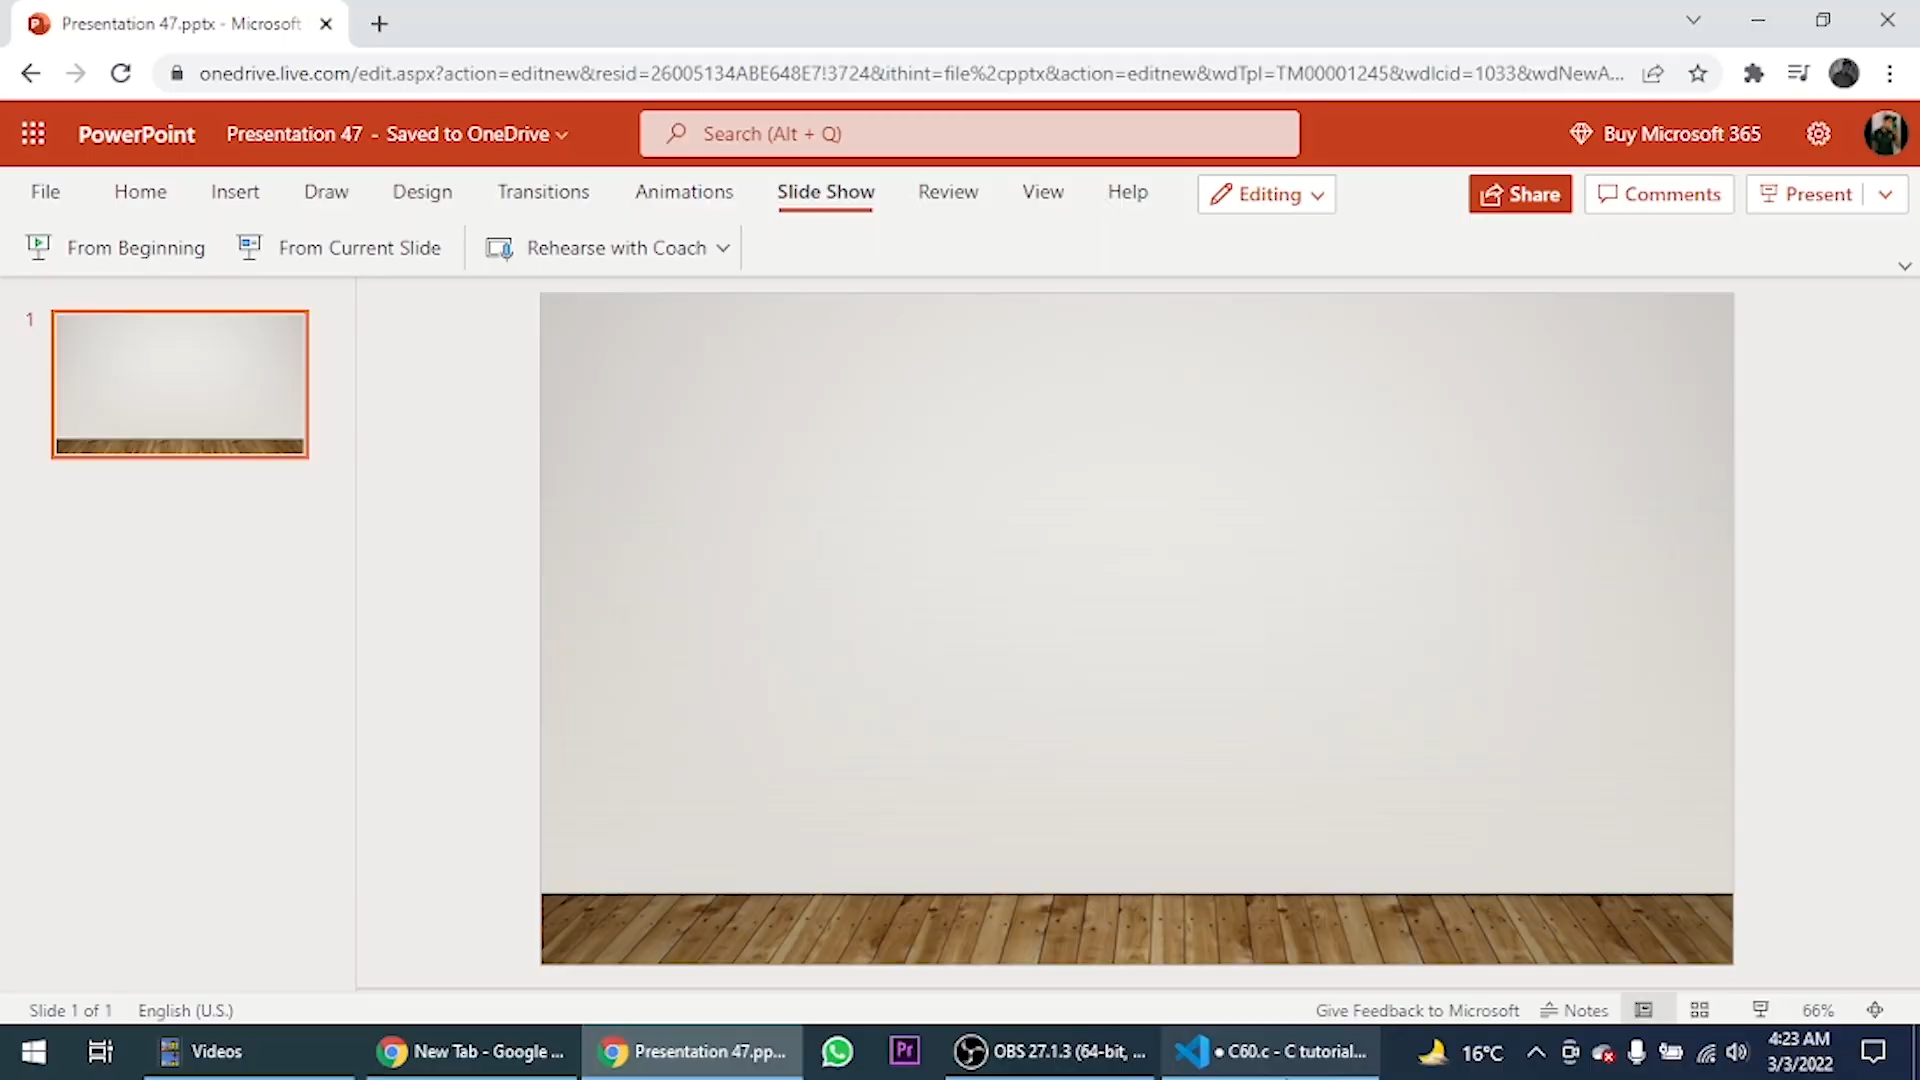 Presentation 47.pptx - Microsoft
onedrive.live.com/edit.aspx?action=editnew&resid=26005134ABE648E7!3724&ithint=file%2cpptx&action=editnew&wdTpl=TM00001245&wdlcid=1033&wdNewA...
PowerPoint Presentation 47 - Saved to OneDrive Search (Alt + Q) Buy Microsoft 365
File Home Insert Draw Design Transitions Animations Slide Show Review View Help Editing Share Comments Present
From Beginning From Current Slide Rehearse with Coach
1
Slide 1 of 1 English (U.S.) Give Feedback to Microsoft Notes 66%
Videos New Tab - Google ... Presentation 47.pp... Pr OBS 27.1.3 (64-bit, ... ● C60.c - C tutorial... 16°C 4:23 AM
3/3/2022